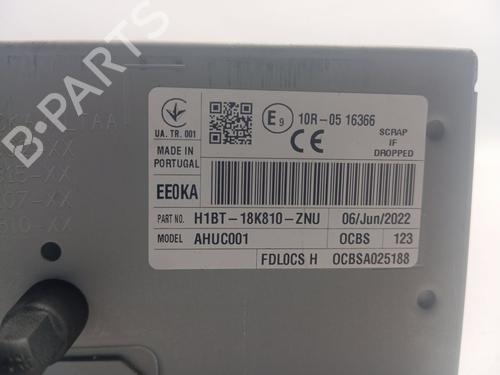 UA. TR. 001
E9 10R-05 16366
CE
SCRAP
IF
DROPPED
MADE IN
PORTUGAL
EE0KA
PART NO. H1BT-18K810-ZNU 06/Jun/2022
MODEL AHUC001 OCBS 123
FDL0CS H OCBSA025188